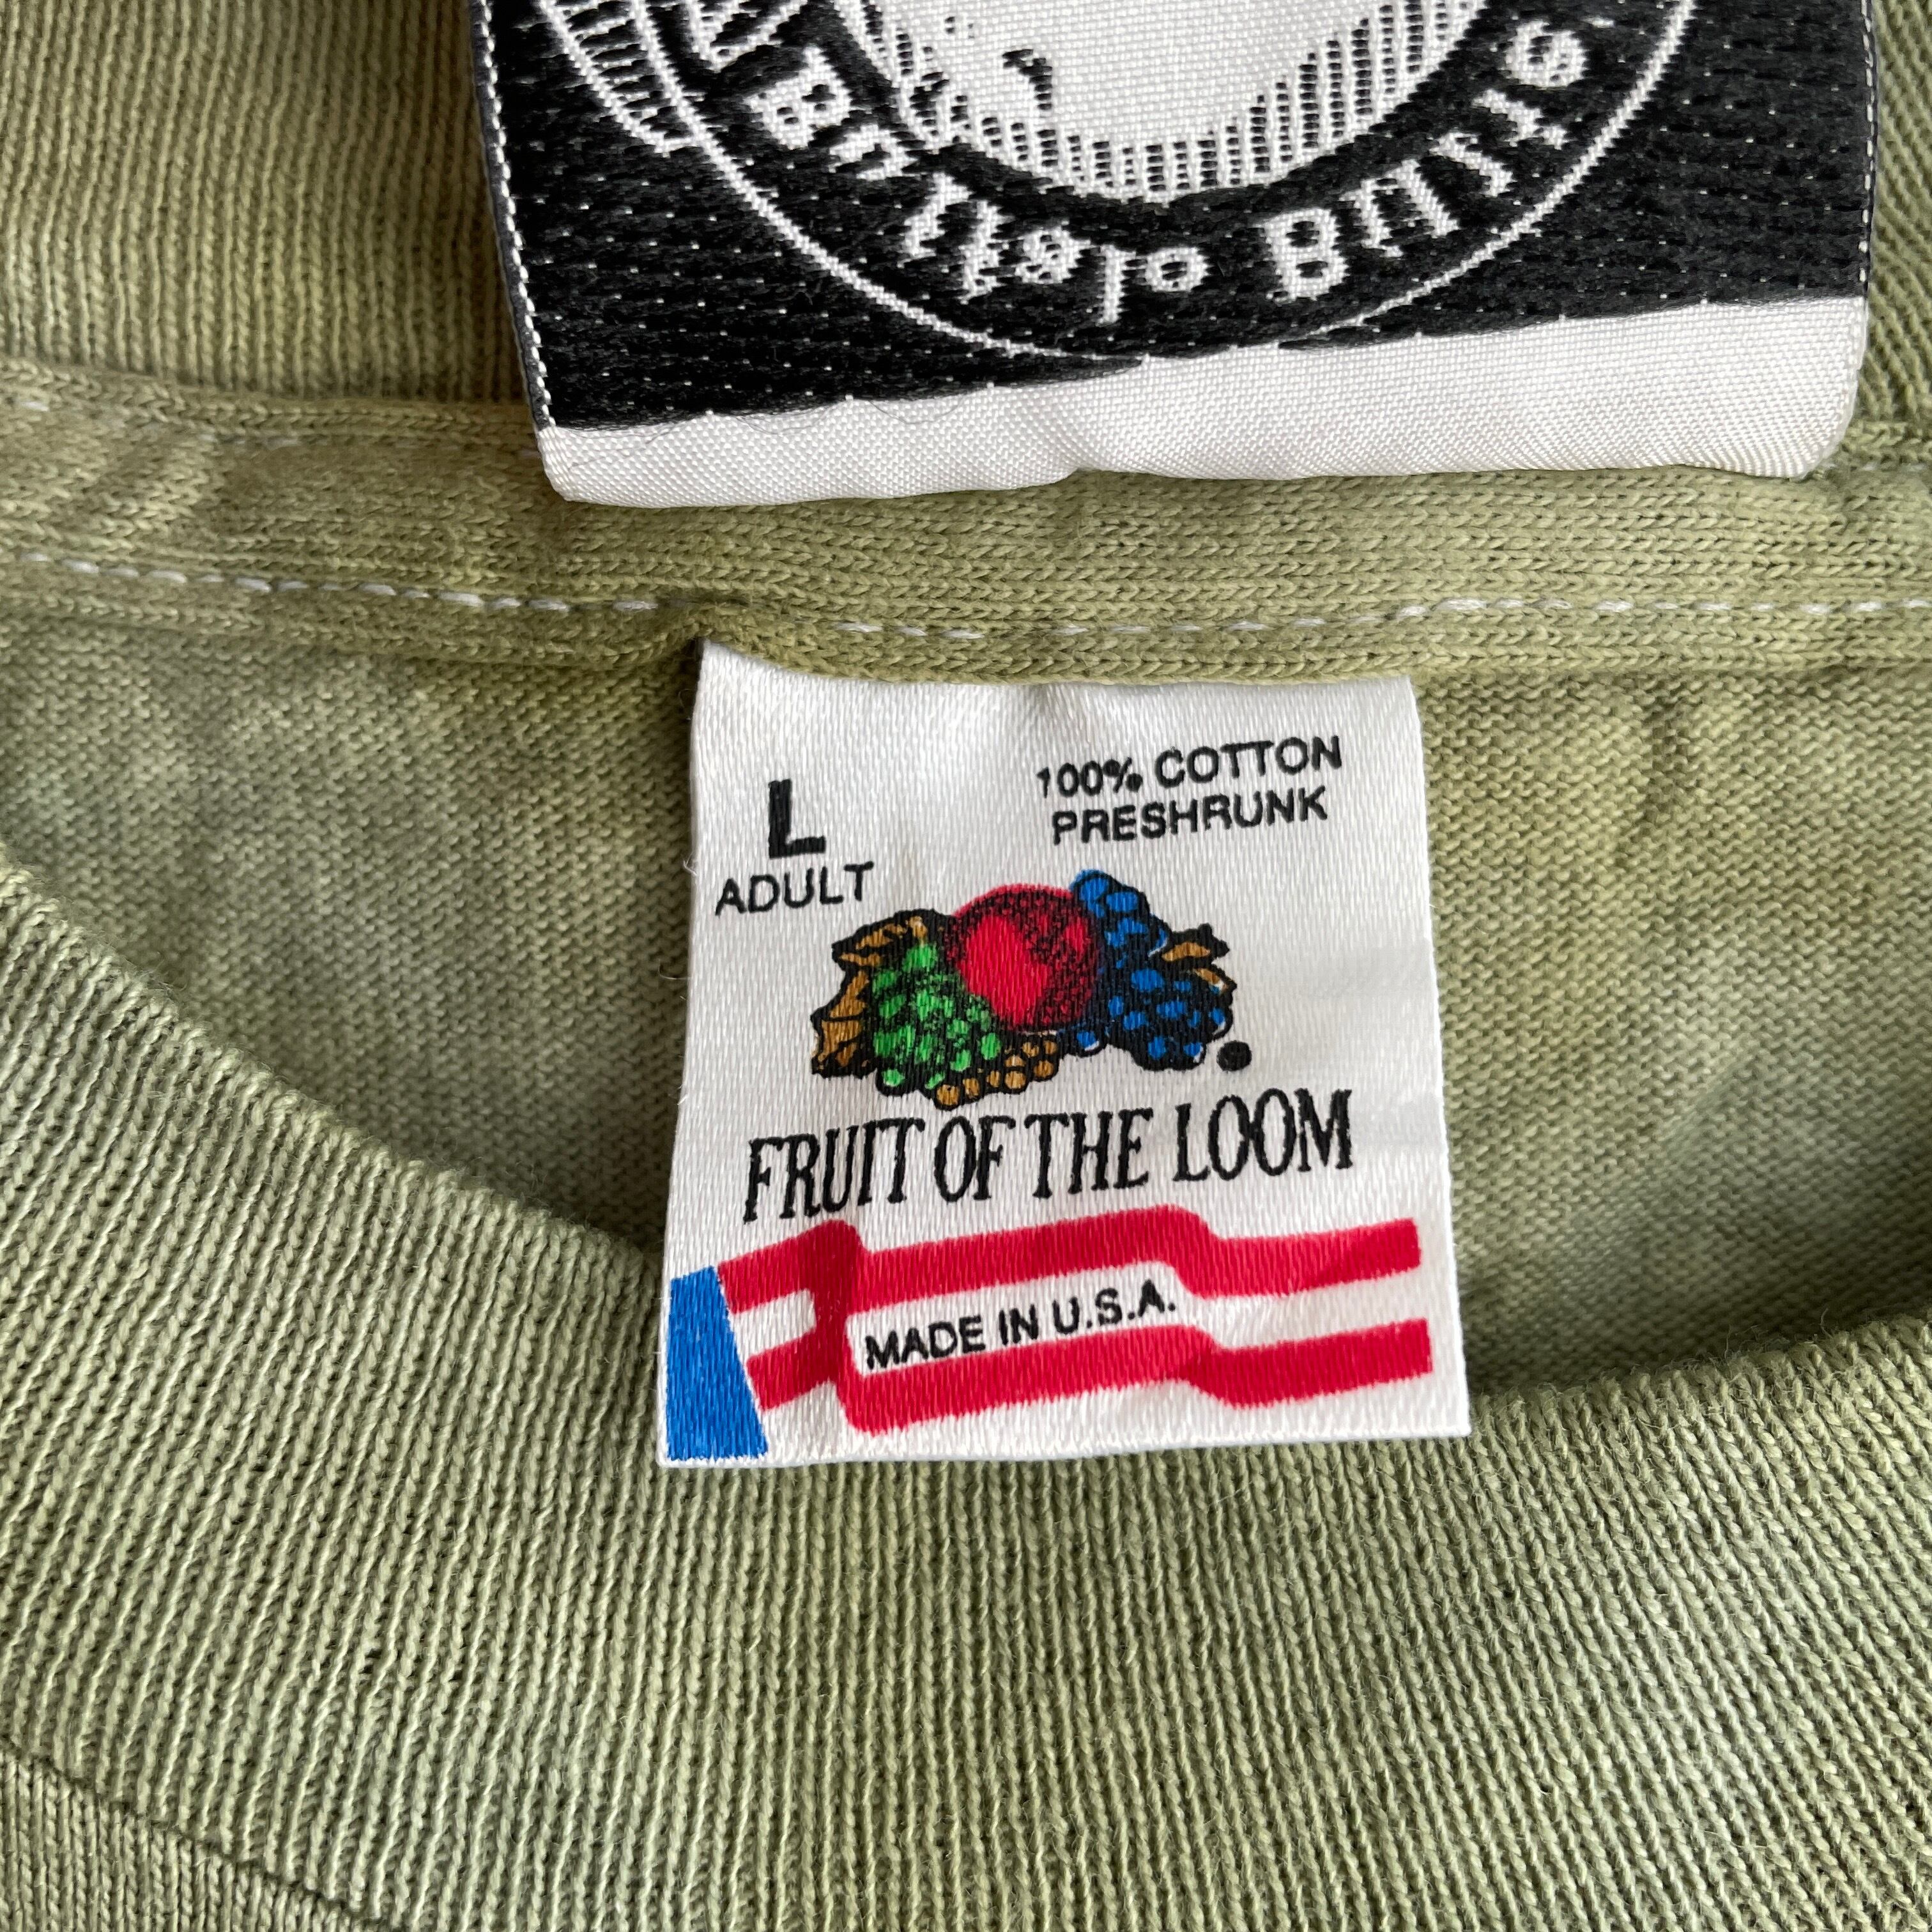 L
ADULT
100% COTTON
PRESHRUNK
FRUIT OF THE LOOM
MADE IN U.S.A.